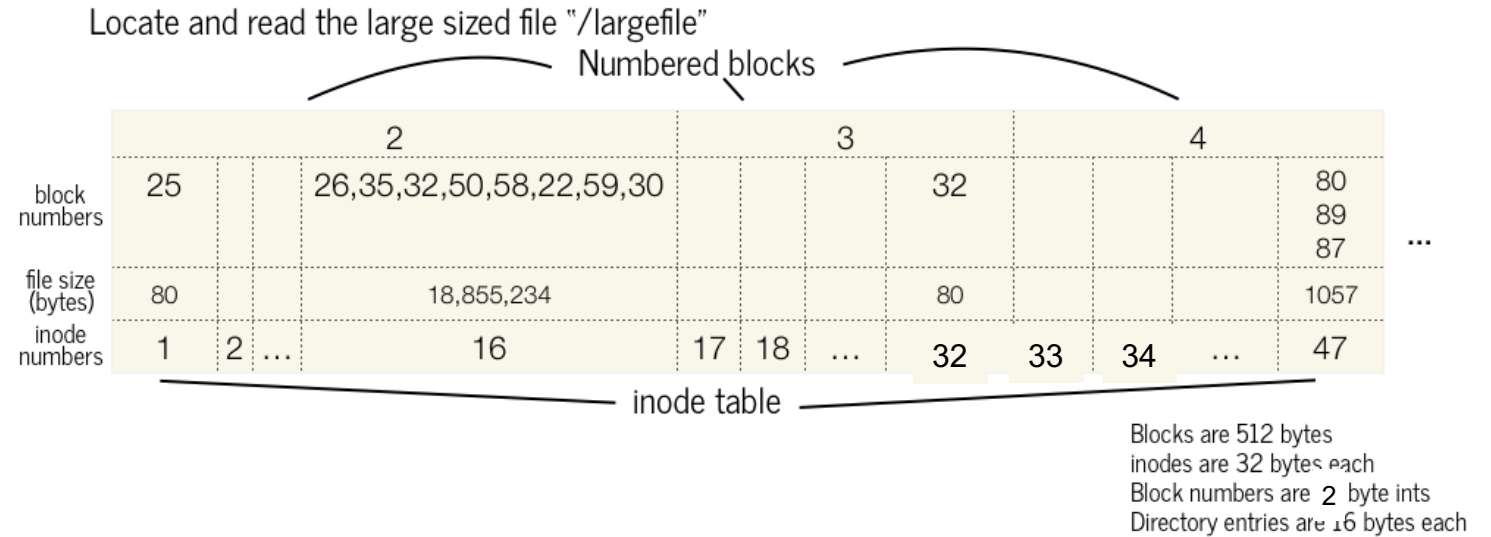 Locate and read the large sized file “/largefile”
Numbered blocks
2 3 4
block numbers 25 26,35,32,50,58,22,59,30 32 80
89
87
...
file size (bytes) 80 18,855,234 80 1057
inode numbers 1 2 ... 16 17 18 ... 32 33 34 ... 47
inode table
Blocks are 512 bytes
inodes are 32 bytes each
Block numbers are 2 byte ints
Directory entries are 16 bytes each